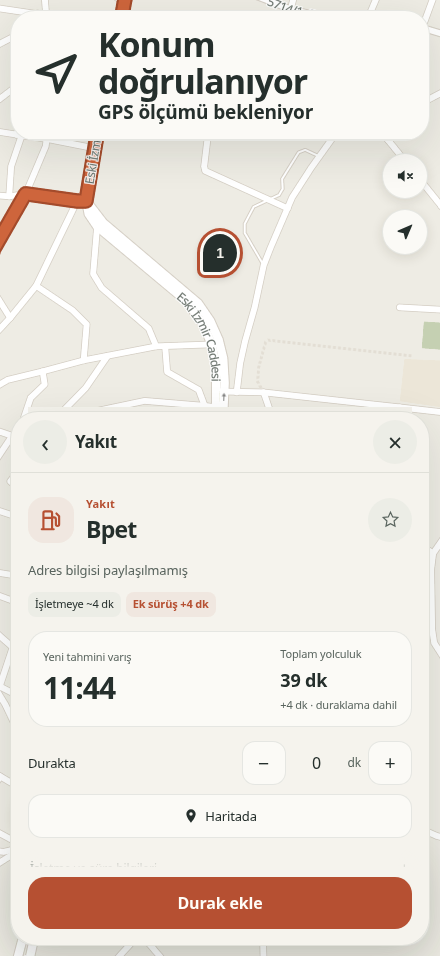 Konum
doğrulanıyor
GPS ölçümü bekleniyor
Eski İzm
1
Eski İzmir Caddesi
‹ Yakıt ×
Yakıt
Bpet
Adres bilgisi paylaşılmamış
İşletmeye ~4 dk Ek sürüş +4 dk
Yeni tahmini varış
11:44
Toplam yolculuk
39 dk
+4 dk · duraklama dahil
Durakta − 0 dk +
Haritada
Durak ekle